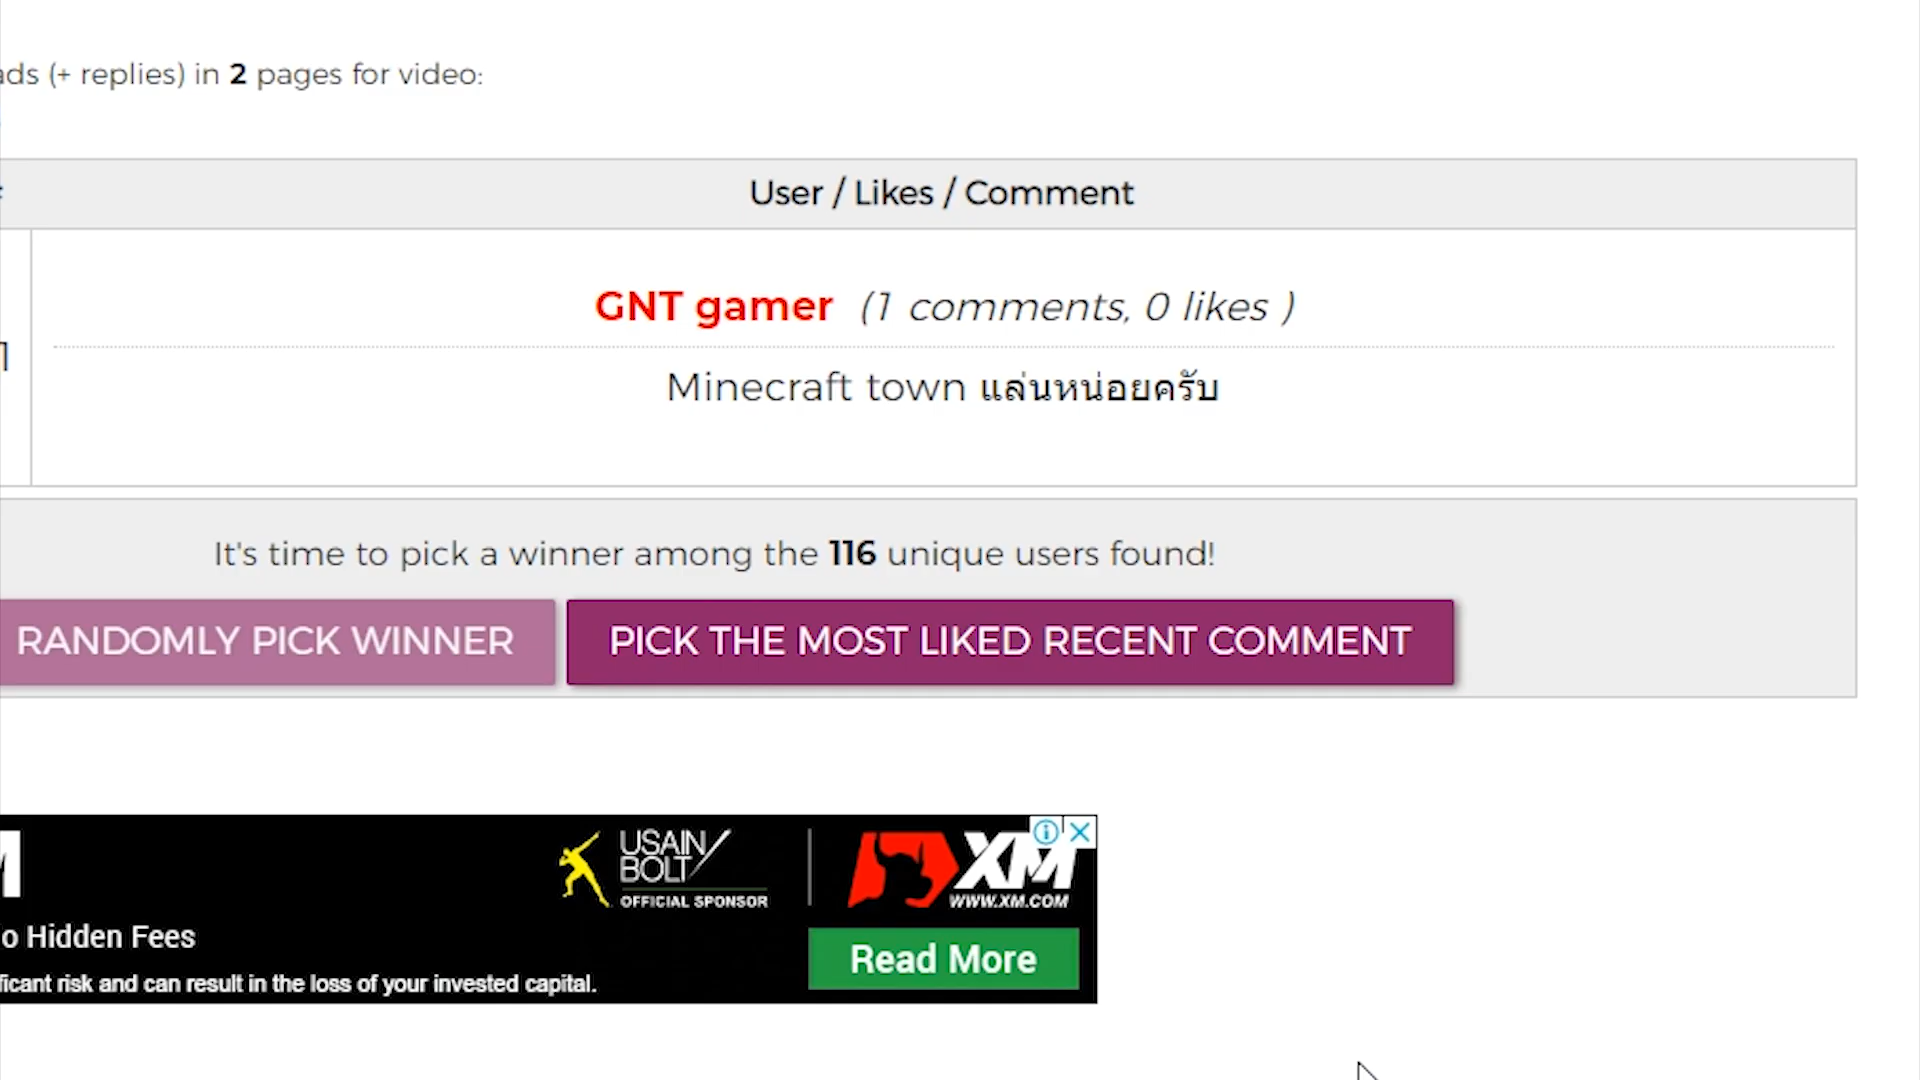 (+ replies) in 2 pages for video:
User / Likes / Comment
GNT gamer (1 comments, 0 likes )
1
Minecraft town แล่นหน่อยครับ
It's time to pick a winner among the 116 unique users found!
RANDOMLY PICK WINNER
PICK THE MOST LIKED RECENT COMMENT
USAIN
BOLT
OFFICIAL SPONSOR
XM
WWW.XM.COM
Hidden Fees
Read More
risk and can result in the loss of your invested capital.